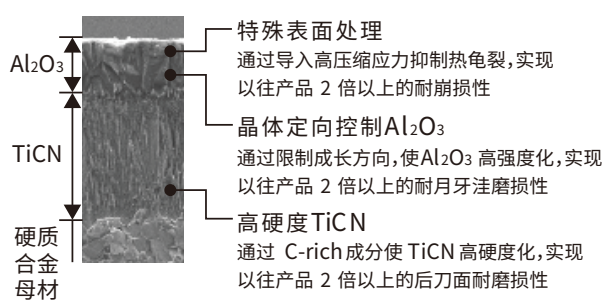 Al₂O₃
TiCN
硬质
合金
母材
特殊表面处理
通过导入高压缩应力抑制热龟裂,实现
以往产品 2 倍以上的耐崩损性
晶体定向控制Al₂O₃
通过限制成长方向,使Al₂O₃ 高强度化,实现
以往产品 2 倍以上的耐月牙洼磨损性
高硬度TiCN
通过 C-rich成分使 TiCN 高硬度化,实现
以往产品 2 倍以上的后刀面耐磨损性